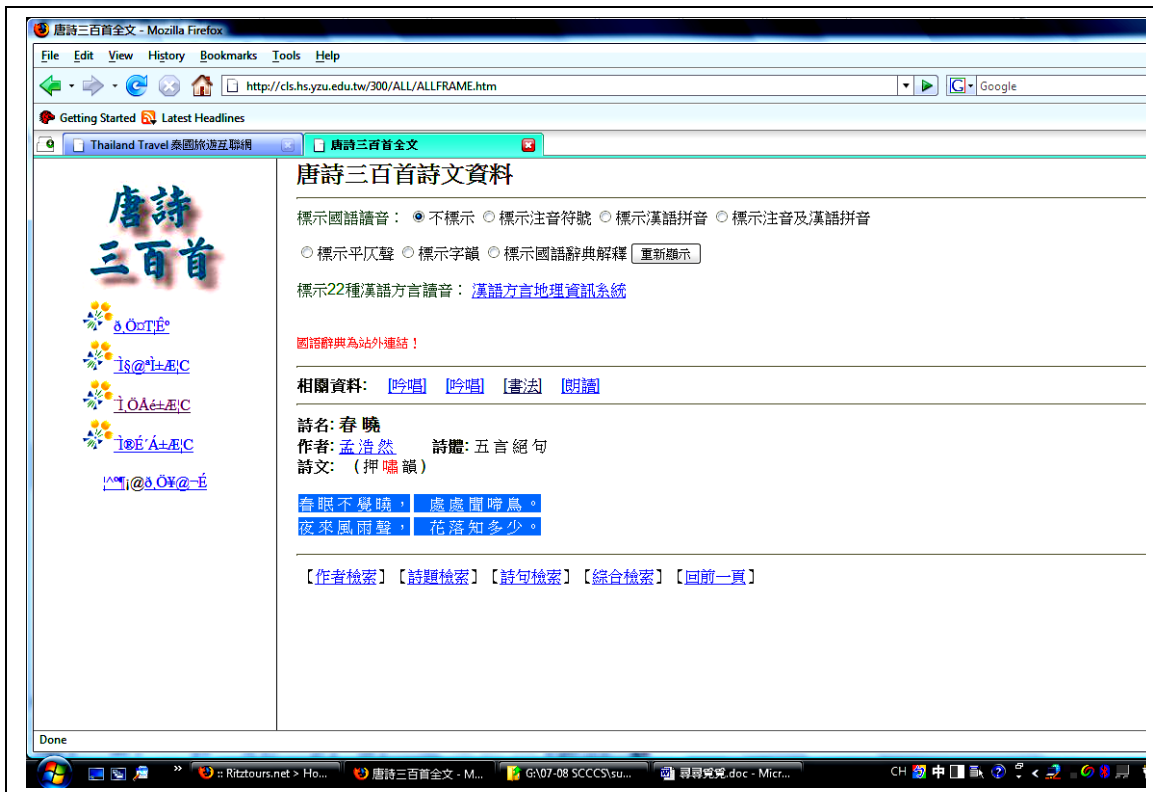 唐詩三百首全文 - Mozilla Firefox
File Edit View History Bookmarks Tools Help
http://cls.hs.yzu.edu.tw/300/ALL/ALLFRAME.htm
Google
Getting Started Latest Headlines
Thailand Travel 泰國旅遊互聯網 唐詩三百首全文
唐詩
三百首
唐詩三百首詩文資料
標示國語讀音： 不標示 標示注音符號 標示漢語拼音 標示注音及漢語拼音
標示平仄聲 標示字韻 標示國語辭典解釋 重新顯示
標示22種漢語方言讀音： 漢語方言地理資訊系統
國語辭典為站外連結！
相關資料: [吟唱] [吟唱] [書法] [朗讀]
詩名: 春 曉
作者: 孟 浩 然 詩體: 五 言 絕 句
詩文: (押 嘯 韻)
春 眠 不 覺 曉 ， 處 處 聞 啼 鳥 。
夜 來 風 雨 聲 ， 花 落 知 多 少 。
【作者檢索】【詩題檢索】【詩句檢索】【綜合檢索】【回前一頁】
Done
:: Ritztours.net > Ho... 唐詩三百首全文 - M... G:\07-08 SCCCS\su... 尋尋覓覓.doc - Micr... CH 中